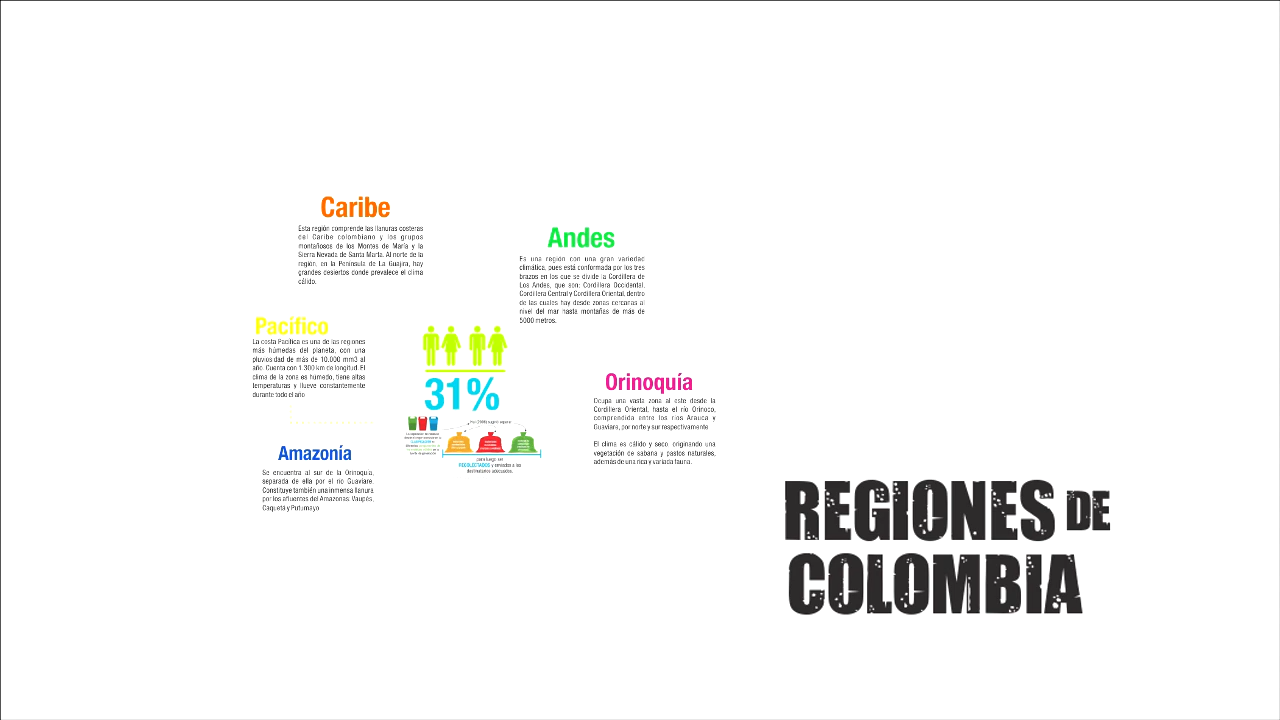 Caribe
Esta región comprende las llanuras costeras
del Caribe colombiano y los grupos
montañosos de los Montes de María y la
Sierra Nevada de Santa Marta. Al norte de la
región, en la Península de La Guajira, hay
grandes desiertos donde prevalece el clima
cálido.
Andes
Es una región con una gran variedad
climática, pues está conformada por los tres
brazos en los que se divide la Cordillera de
Los Andes, que son: Cordillera Occidental,
Cordillera Central y Cordillera Oriental, dentro
de las cuales hay desde zonas cercanas al
nivel del mar hasta montañas de más de
5000 metros.
Pacífico
La costa Pacífica es una de las regiones
más húmedas del planeta, con una
pluviosidad de más de 10.000 mm3 al
año. Cuenta con 1.300 km de longitud. El
clima de la zona es húmedo, tiene altas
temperaturas y llueve constantemente
durante todo el año
31%
para luego ser
RECOLECTADOS y enviados a los
destinatarios adecuados.
Orinoquía
Ocupa una vasta zona al este desde la
Cordillera Oriental, hasta el río Orinoco,
comprendida entre los ríos Arauca y
Guaviare, por norte y sur respectivamente
El clima es cálido y seco originando una
vegetación de sabana y pastos naturales,
además de una rica y variada fauna.
Amazonía
Se encuentra al sur de la Orinoquia,
separada de ella por el río Guaviare.
Constituye también una inmensa llanura
por los afluentes del Amazonas: Vaupés,
Caquetá y Putumayo
REGIONES DE
COLOMBIA